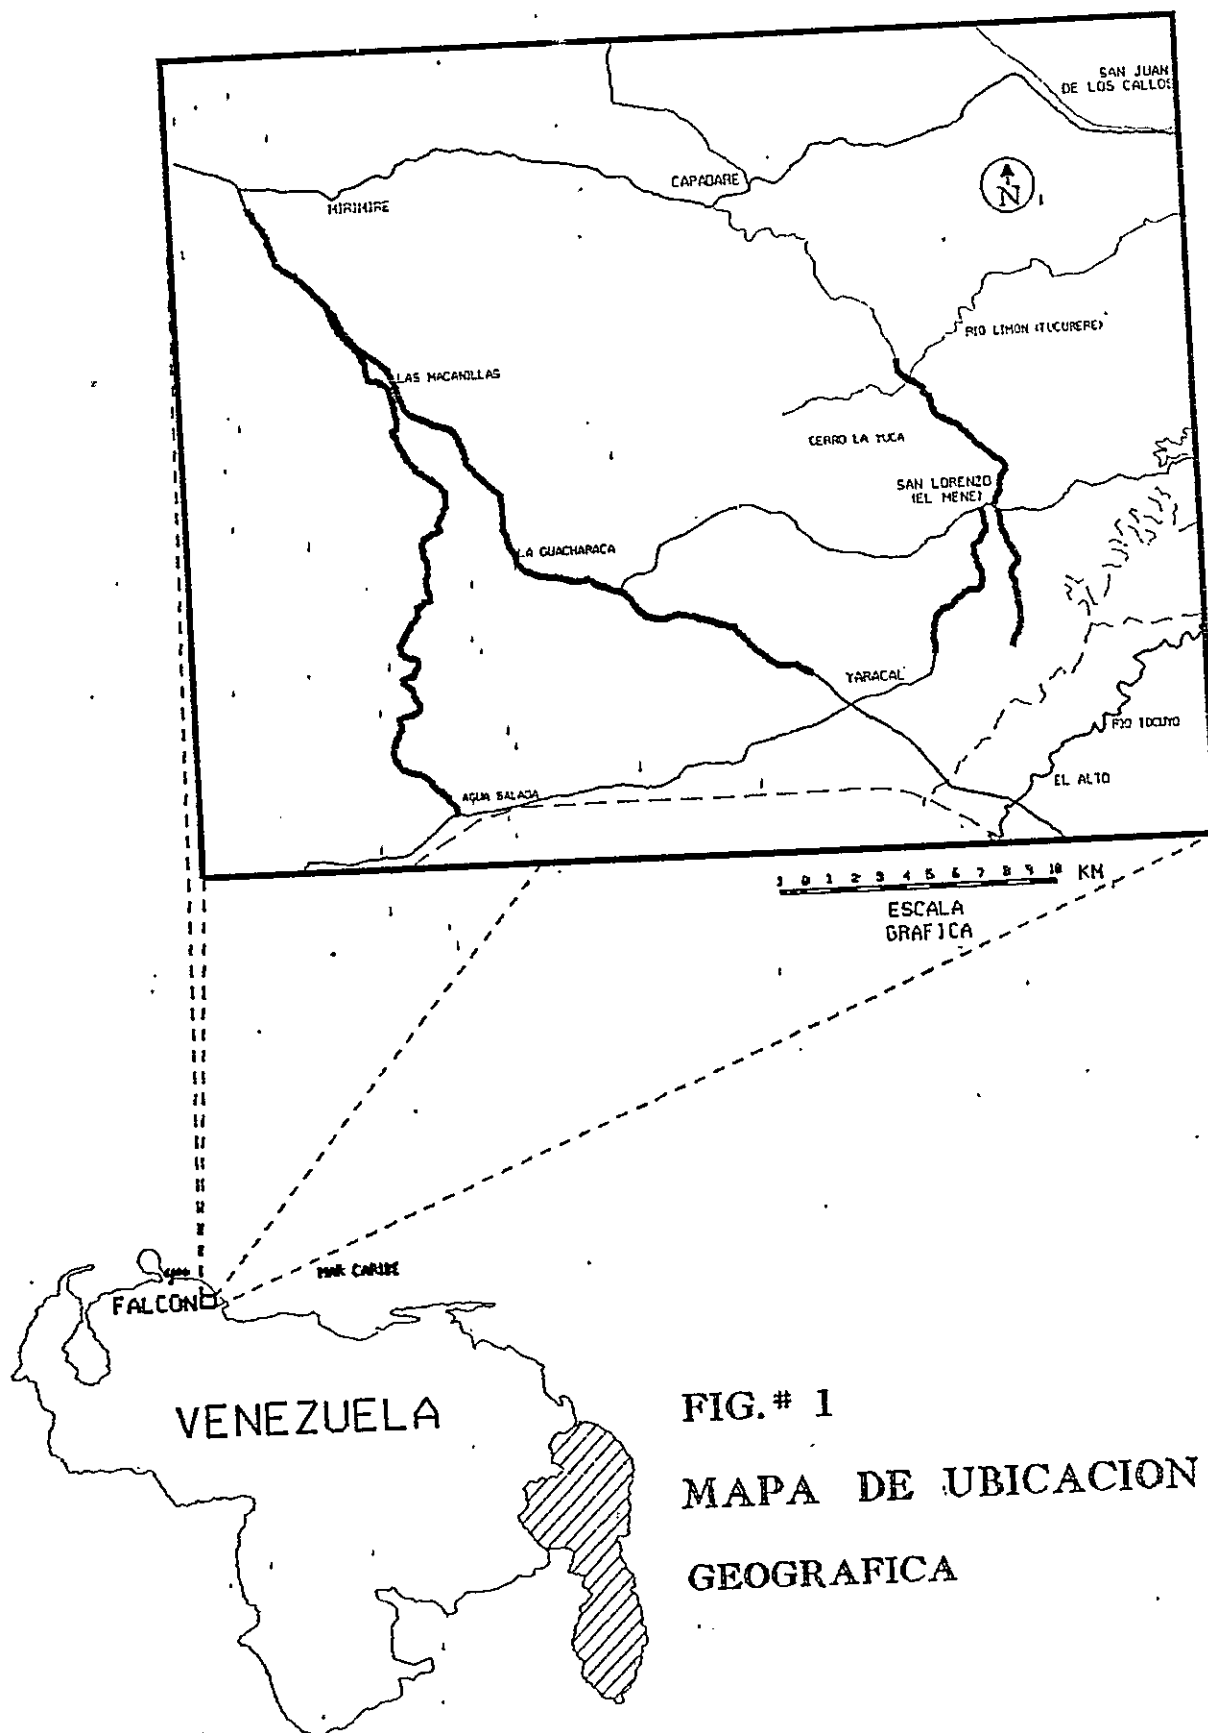 SAN JUAN
DE LOS CALLOS
CAPADARE
MIRIMIRE
N
RIO LIMON (TUCURERE)
LAS MACANILLAS
CERRO LA YUCA
SAN LORENZO
(EL MENE)
LA GUACHARACA
YARACAL
RIO TOCUYO
EL ALTO
AGUA SALADA
1 0 1 2 3 4 5 6 7 8 9 10 KM
ESCALA
GRAFICA
MAR CARIBE
FALCON
VENEZUELA
FIG.# 1
MAPA DE UBICACION
GEOGRAFICA